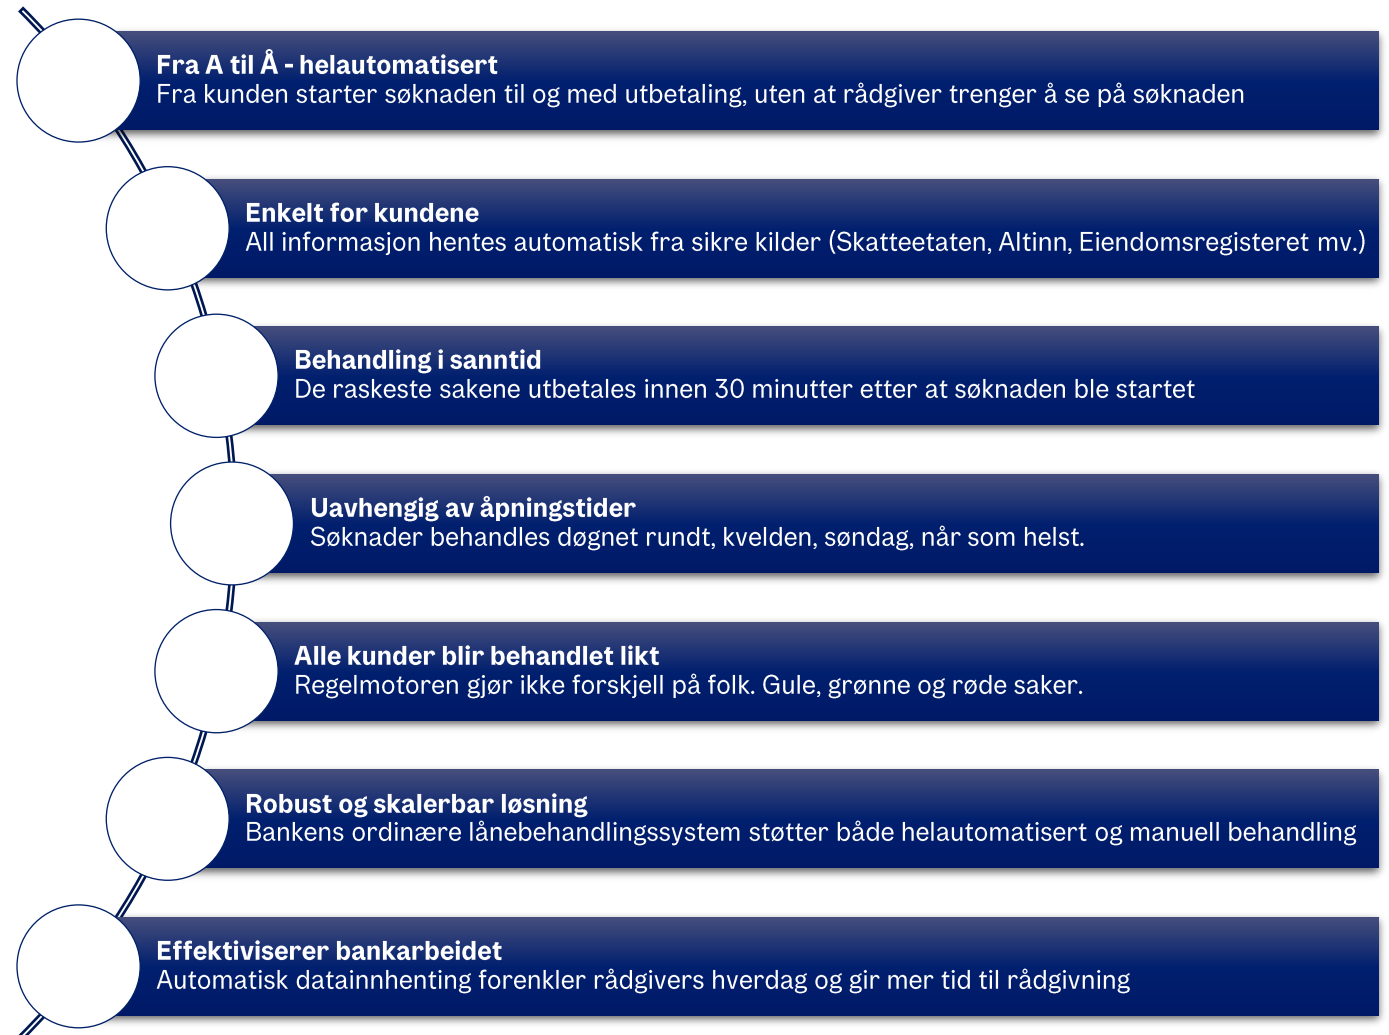 Fra A til Å - helautomatisert
Fra kunden starter søknaden til og med utbetaling, uten at rådgiver trenger å se på søknaden
Enkelt for kundene
All informasjon hentes automatisk fra sikre kilder (Skatteetaten, Altinn, Eiendomsregisteret mv.)
Behandling i sanntid
De raskeste sakene utbetales innen 30 minutter etter at søknaden ble startet
Uavhengig av åpningstider
Søknader behandles døgnet rundt, kvelden, søndag, når som helst.
Alle kunder blir behandlet likt
Regelmotoren gjør ikke forskjell på folk. Gule, grønne og røde saker.
Robust og skalerbar løsning
Bankens ordinære lånebehandlingssystem støtter både helautomatisert og manuell behandling
Effektiviserer bankarbeidet
Automatisk datainnhenting forenkler rådgivers hverdag og gir mer tid til rådgivning